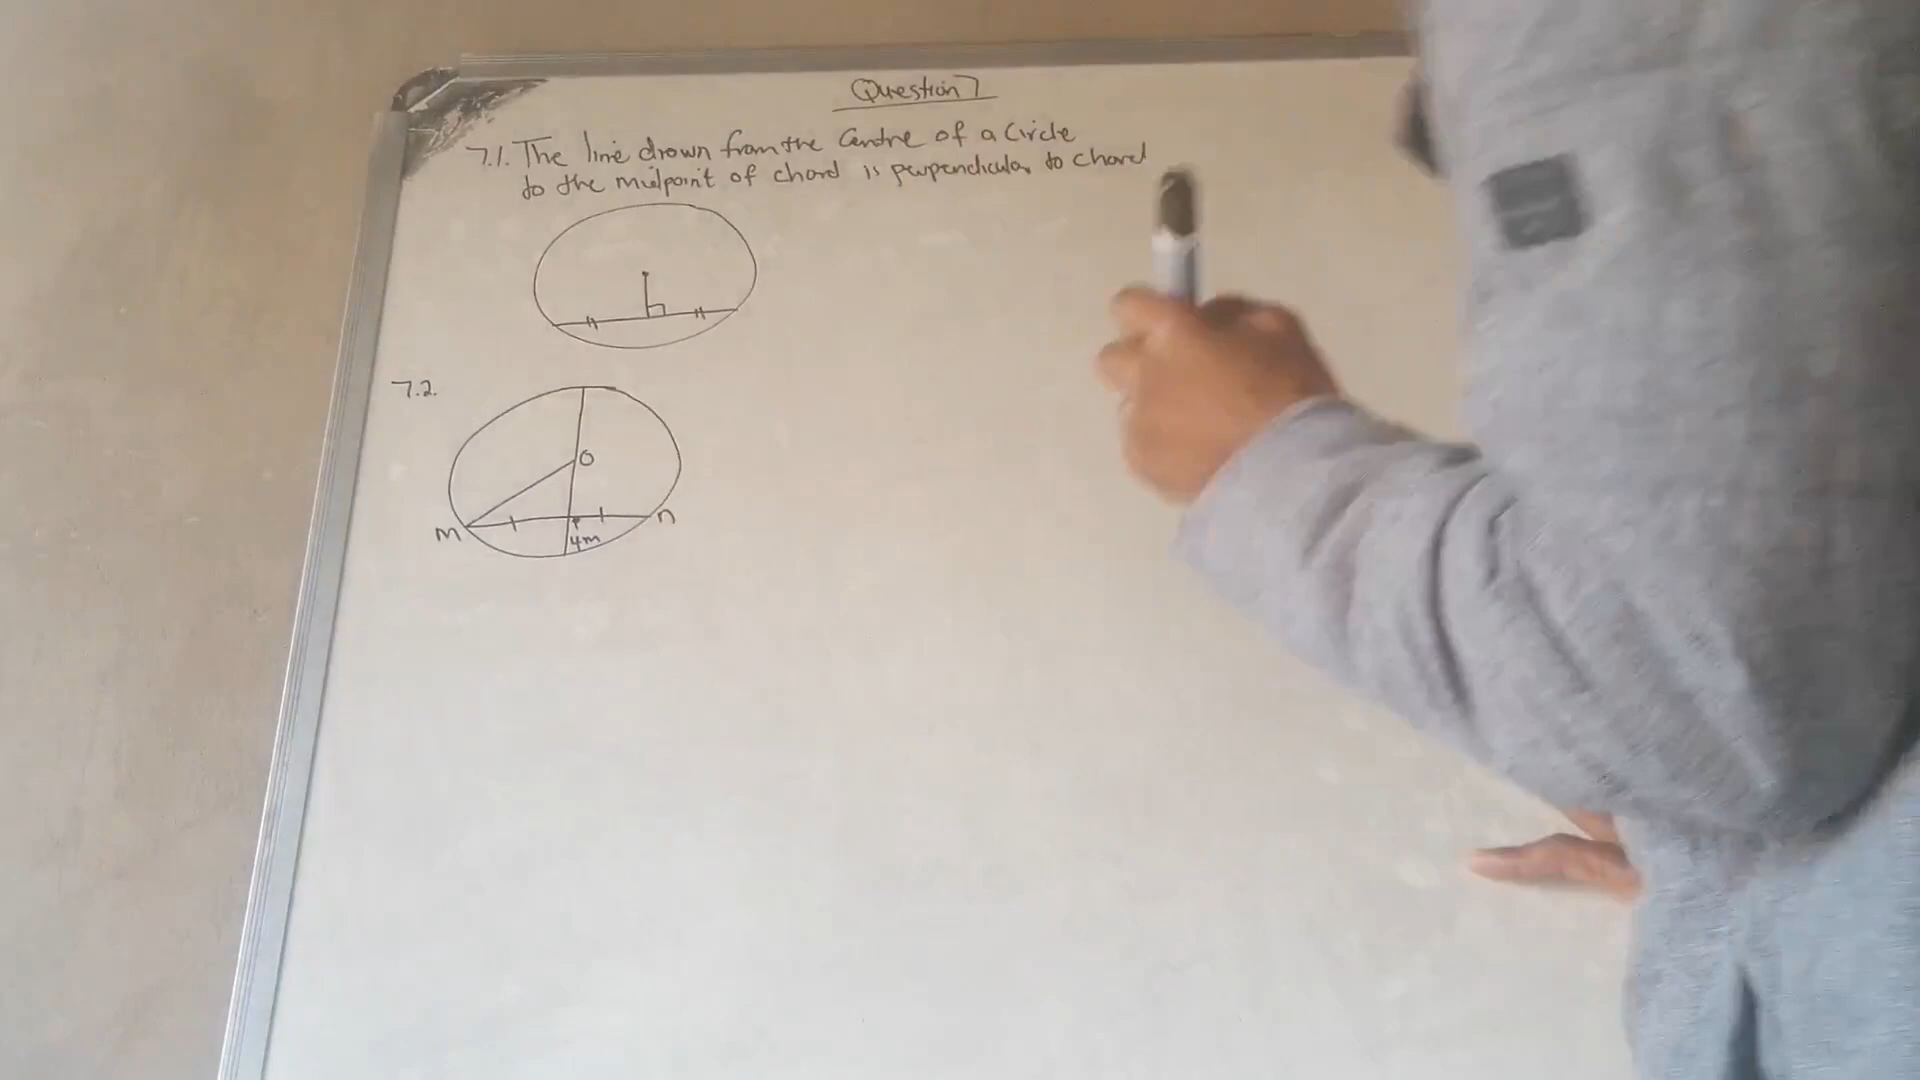 Question 7
7.1. The line drown from the Centre of a Circle
to the midpoint of chord is perpendicular to chord
7.2.
O
M
P
n
4m